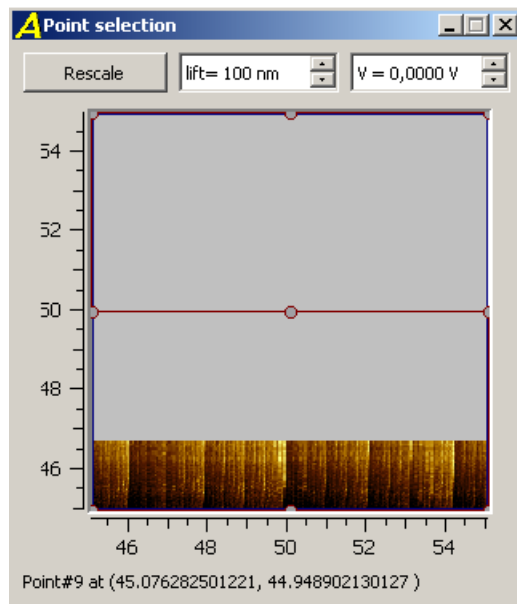 Point selection
Rescale
lift= 100 nm
V = 0,0000 V
54
52
50
48
46
46 48 50 52 54
Point#9 at (45.076282501221, 44.948902130127 )